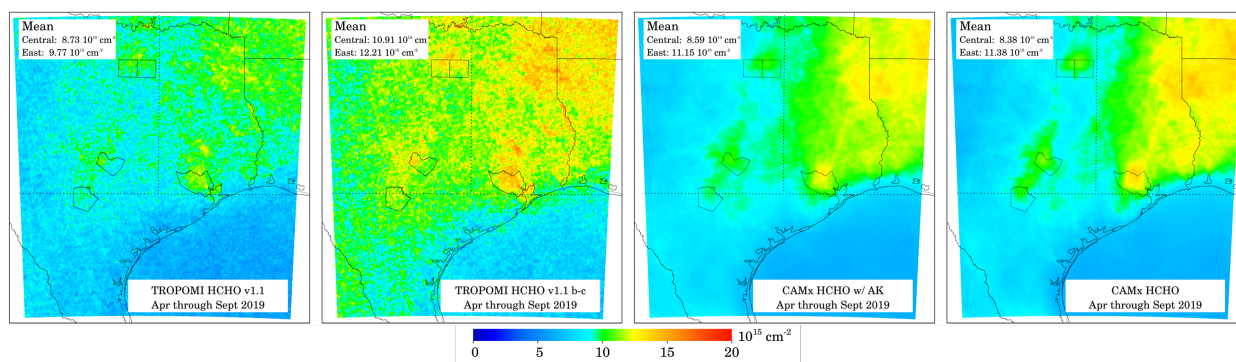 Mean
Central: 8.73 10¹⁵ cm⁻²
East: 9.77 10¹⁵ cm⁻²
TROPOMI HCHO v1.1
Apr through Sept 2019
Mean
Central: 10.91 10¹⁵ cm⁻²
East: 12.21 10¹⁵ cm⁻²
TROPOMI HCHO v1.1 b-c
Apr through Sept 2019
Mean
Central: 8.59 10¹⁵ cm⁻²
East: 11.15 10¹⁵ cm⁻²
CAMx HCHO w/ AK
Apr through Sept 2019
Mean
Central: 8.38 10¹⁵ cm⁻²
East: 11.38 10¹⁵ cm⁻²
CAMx HCHO
Apr through Sept 2019
10¹⁵ cm⁻²
0 5 10 15 20